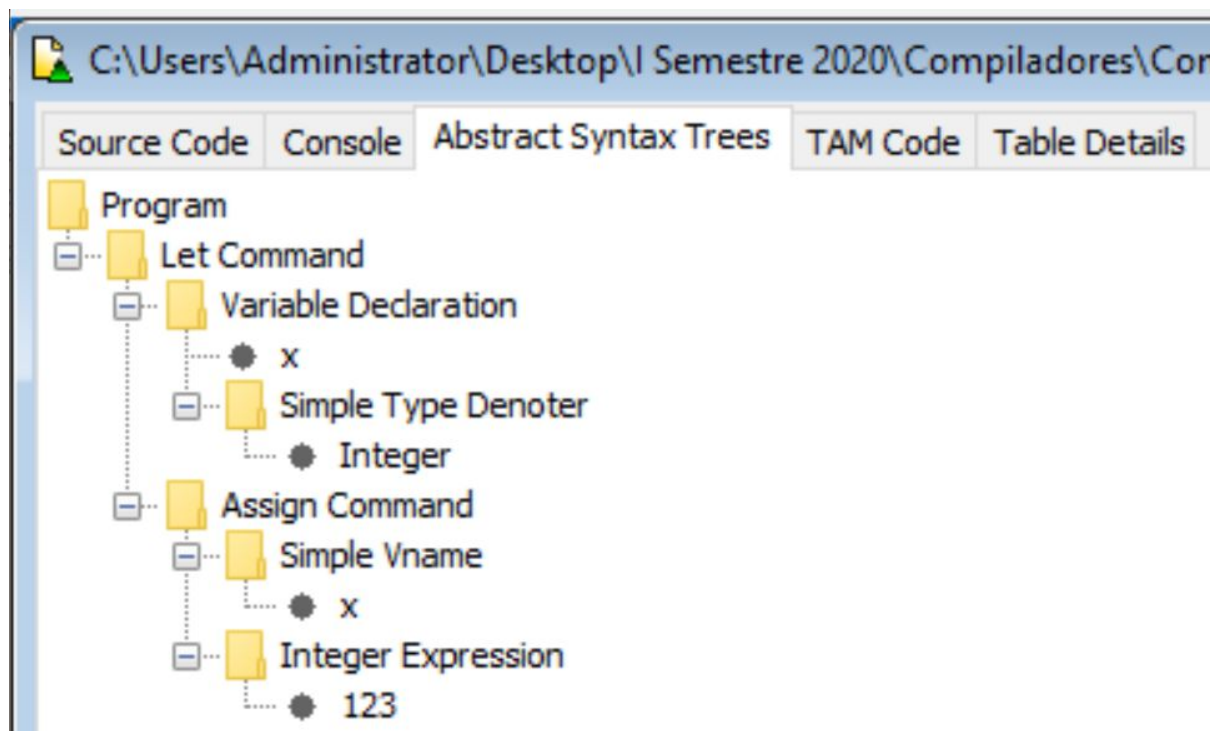 C:\Users\Administrator\Desktop\I Semestre 2020\Compiladores\
Source Code Console Abstract Syntax Trees TAM Code Table Details
Program
Let Command
Variable Declaration
x
Simple Type Denoter
Integer
Assign Command
Simple Vname
x
Integer Expression
123